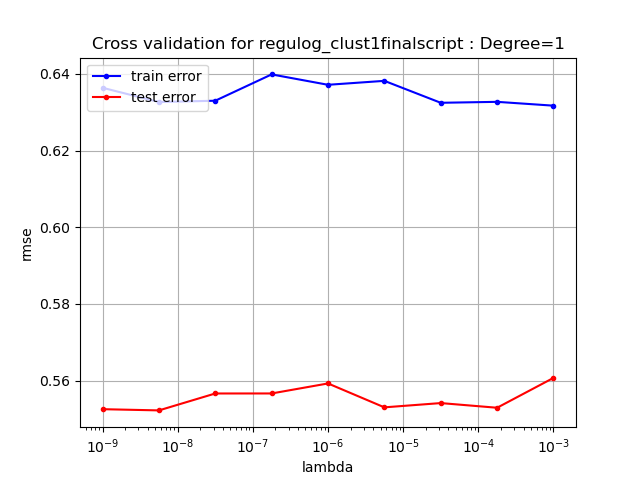 Cross validation for regulog_clust1finalscript : Degree=1
train error
test error
rmse
0.64
0.62
0.60
0.58
0.56
10⁻⁹ 10⁻⁸ 10⁻⁷ 10⁻⁶ 10⁻⁵ 10⁻⁴ 10⁻³
lambda